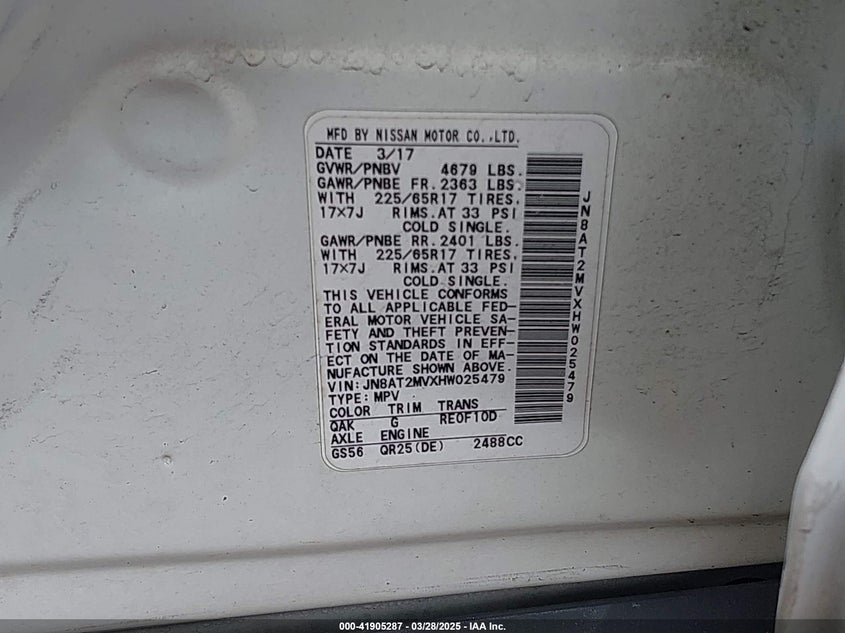 MFD BY NISSAN MOTOR CO.,LTD.
DATE 3/17
GVWR/PNBV 4679 LBS.
GAWR/PNBE FR. 2363 LBS.
WITH 225/65R17 TIRES.
17×7J RIMS.AT 33 PSI
COLD SINGLE.
GAWR/PNBE RR. 2401 LBS.
WITH 225/65R17 TIRES.
17×7J RIMS.AT 33 PSI
COLD SINGLE.
THIS VEHICLE CONFORMS
TO ALL APPLICABLE FED-
ERAL MOTOR VEHICLE SA-
FETY AND THEFT PREVEN-
TION STANDARDS IN EFF-
ECT ON THE DATE OF MA-
NUFACTURE SHOWN ABOVE.
VIN: JN8AT2MVXHW025479
TYPE: MPV
COLOR TRIM TRANS
QAK G RE0F10D
AXLE ENGINE
GS56 QR25(DE) 2488CC
JN8AT2MVXHW025479
000-41905287 - 03/28/2025 - IAA Inc.